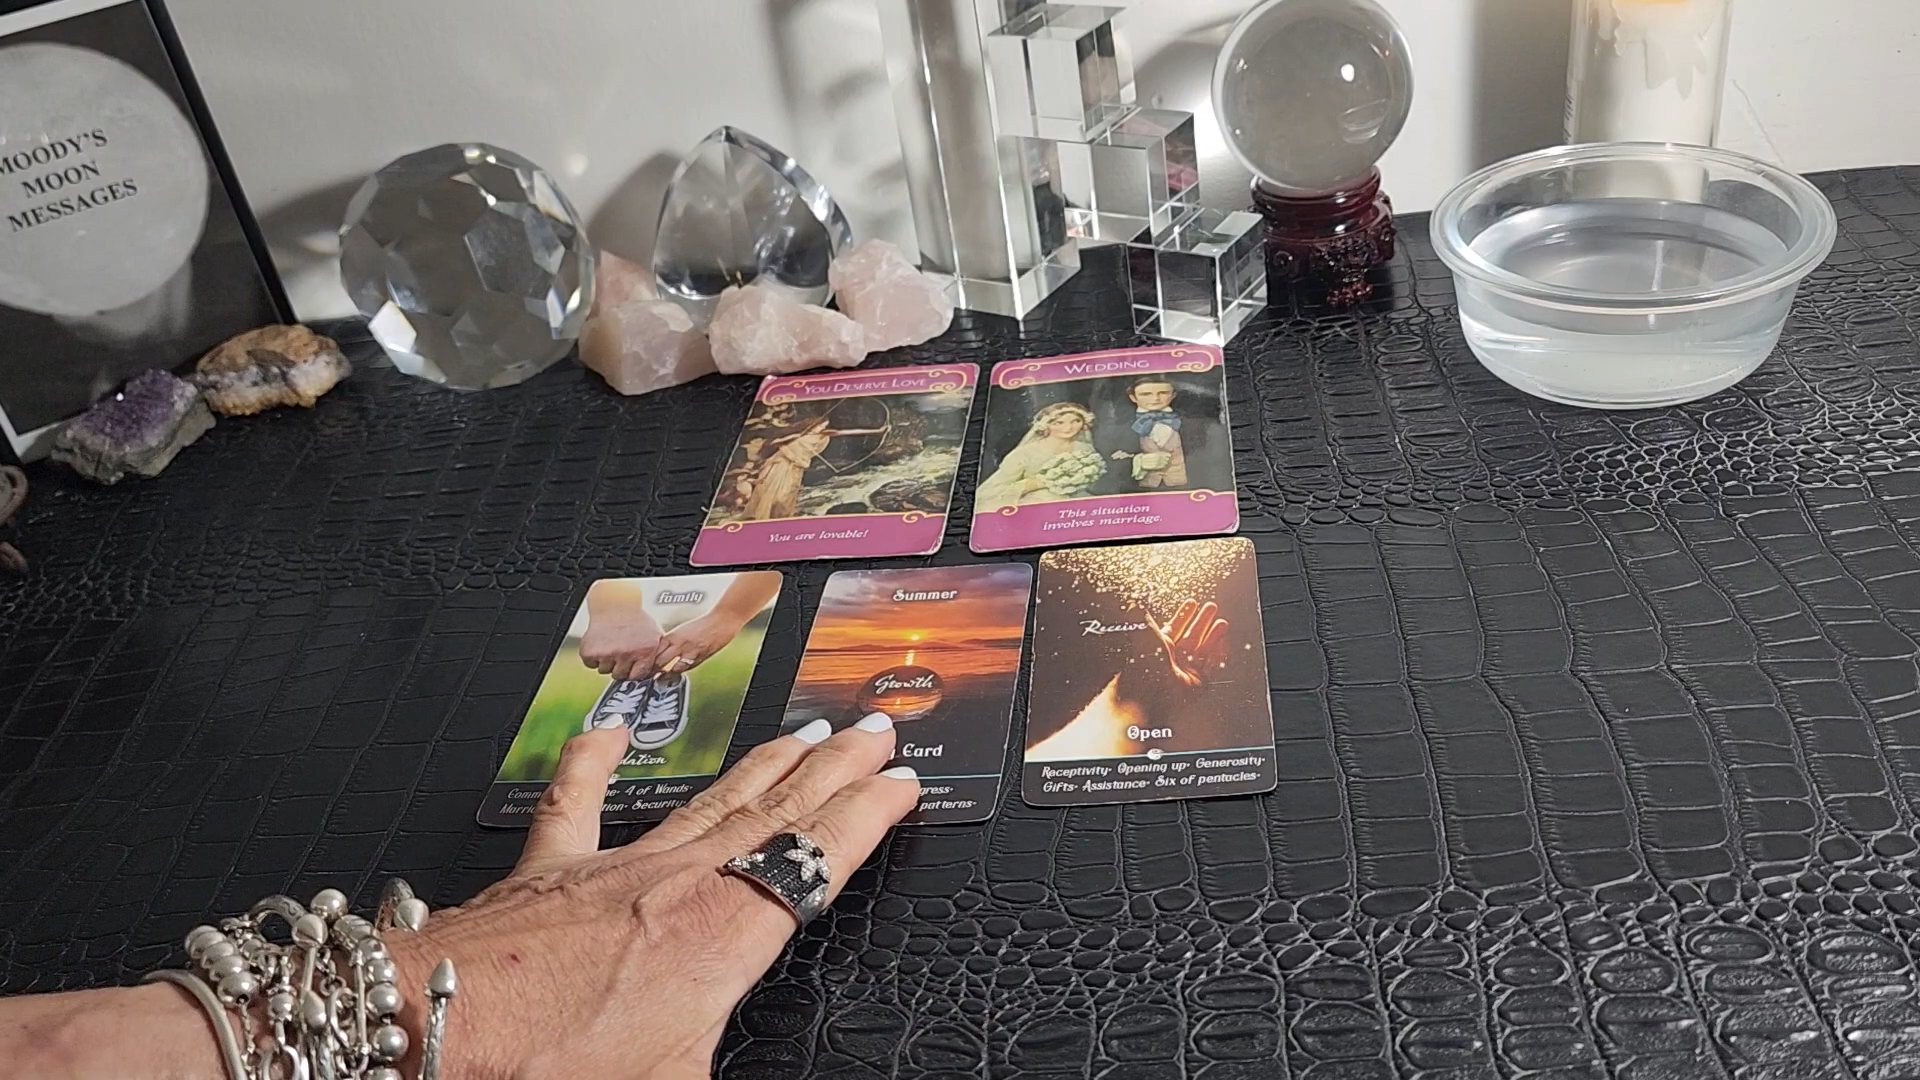 MOODY'S
MOON
MESSAGES
You Deserve Love
You are lovable!
Wedding
This situation
involves marriage.
Family
4 of Wands.
Security.
Summer
Growth
Card
patterns.
Receive
Open
Receptivity. Opening up. Generosity.
Gifts. Assistance. Six of pentacles.